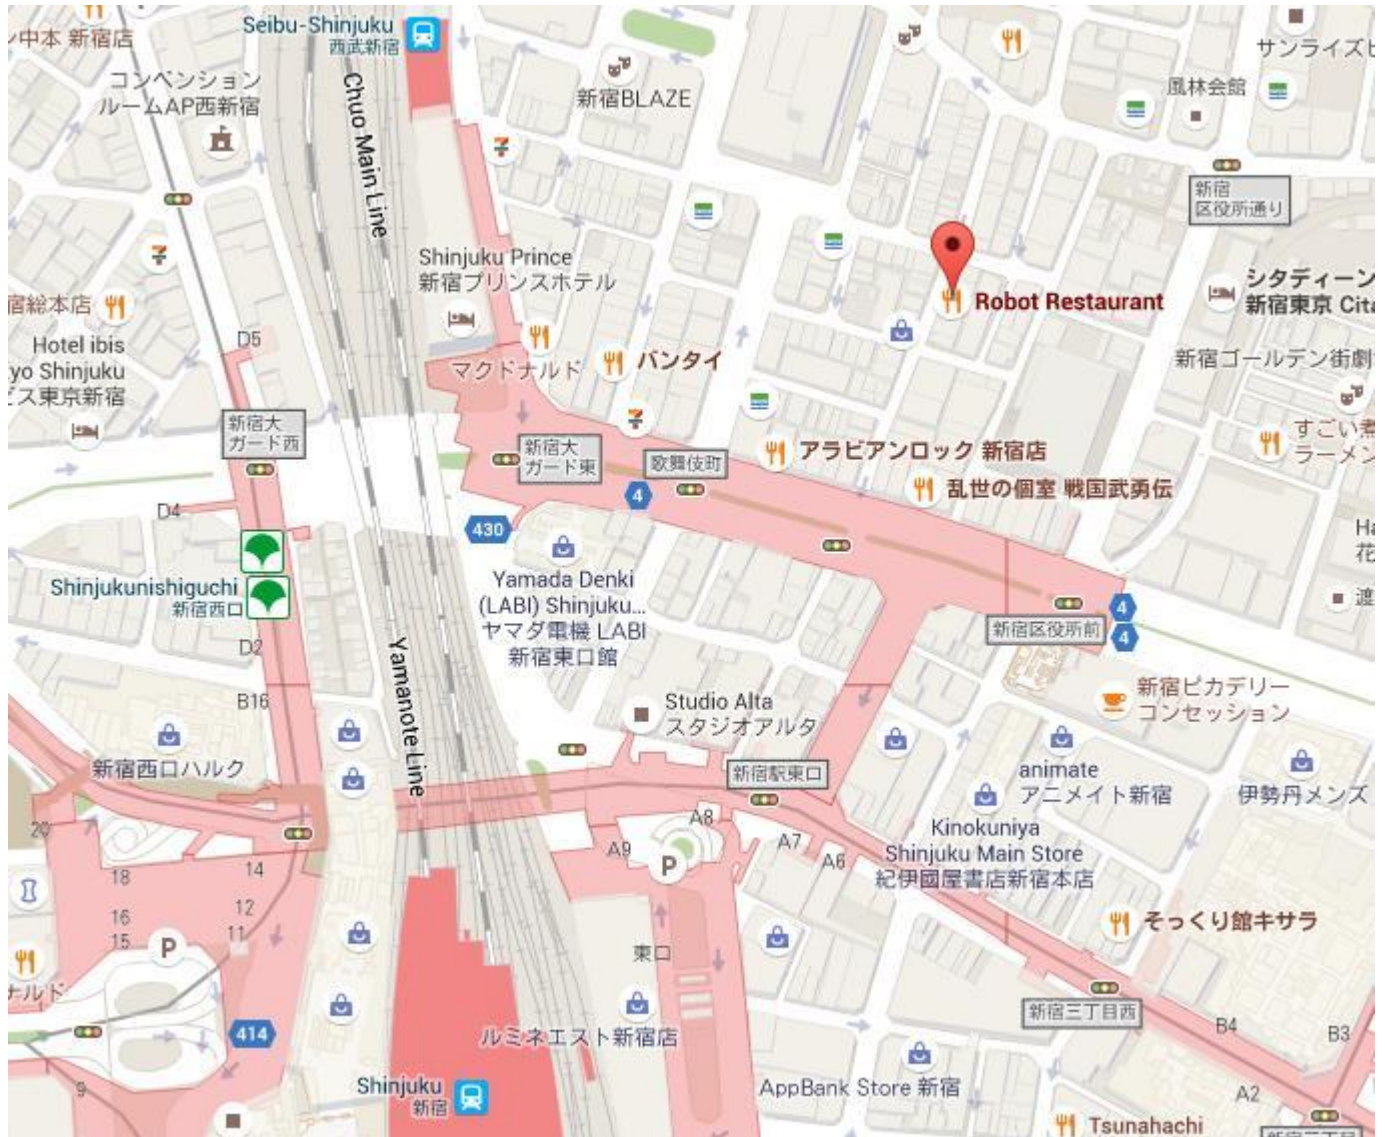 Seibu-Shinjuku
西武新宿
ン中本 新宿店
コンベンション
ルームAP西新宿
Chuo Main Line
新宿BLAZE
サンライズビ
風林会館
新宿
区役所通り
Shinjuku Prince
新宿プリンスホテル
Robot Restaurant
シタディーン
新宿東京 Cita
宿総本店
D5
Hotel ibis
yo Shinjuku
ビス東京新宿
マクドナルド
バンタイ
新宿ゴールデン街劇
すごい煮
ラーメン
新宿大
ガード西
新宿大
ガード東
歌舞伎町
アラビアンロック 新宿店
乱世の個室 戦国武勇伝
4
430
D4
Ha
花
Shinjukunishiguchi
新宿西口
Yamada Denki
(LABI) Shinjuku...
ヤマダ電機 LABI
新宿東口館
4
4
渡
新宿区役所前
D2
B16
Yamanote Line
Studio Alta
スタジオアルタ
新宿ピカデリー
コンセッション
新宿西口ハルク
新宿駅東口
animate
アニメイト新宿
伊勢丹メンズ
20
A8
A9
A7
A6
P
Kinokuniya
Shinjuku Main Store
紀伊國屋書店新宿本店
18
14
16
12
15
11
P
そっくり館キサラ
東口
ナルド
414
ルミネエスト新宿店
新宿三丁目西
B4
B3
Shinjuku
新宿
9
AppBank Store 新宿
A2
Tsunahachi